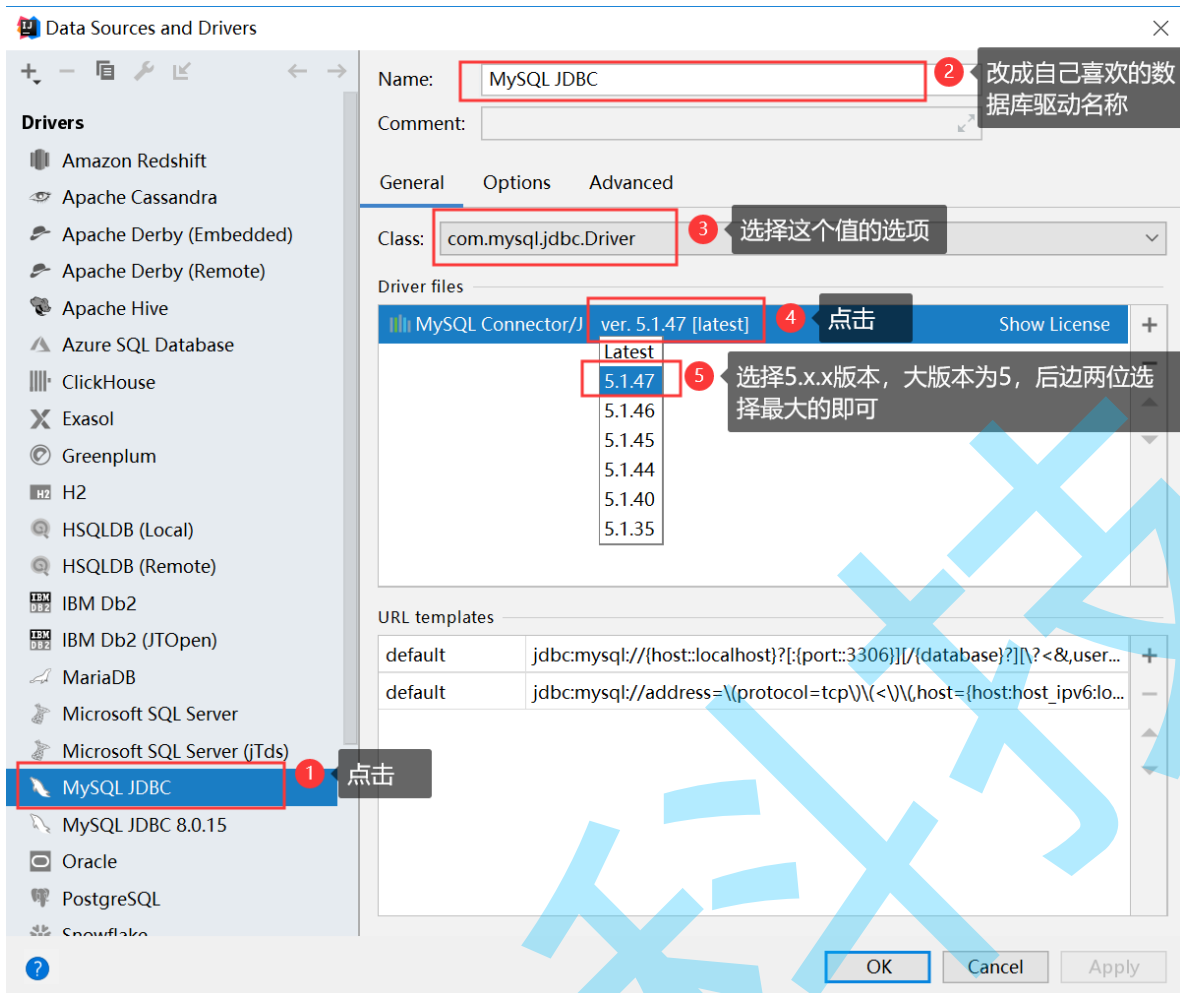 Data Sources and Drivers
Name:
MySQL JDBC
2
改成自己喜欢的数
据库驱动名称
Comment:
Drivers
Amazon Redshift
Apache Cassandra
Apache Derby (Embedded)
Apache Derby (Remote)
Apache Hive
Azure SQL Database
ClickHouse
Exasol
Greenplum
H2
H2
HSQLDB (Local)
HSQLDB (Remote)
IBM DB2
IBM Db2
IBM DB2
IBM Db2 (JTOpen)
MariaDB
Microsoft SQL Server
Microsoft SQL Server (jTds)
MySQL JDBC
1
点击
MySQL JDBC 8.0.15
Oracle
PostgreSQL
Snowflake
General Options Advanced
Class: com.mysql.jdbc.Driver
3
选择这个值的选项
Driver files
MySQL Connector/J ver. 5.1.47 [latest]
4
点击
Show License
Latest
5.1.47
5
选择5.x.x版本，大版本为5，后边两位选
择最大的即可
5.1.46
5.1.45
5.1.44
5.1.40
5.1.35
URL templates
default jdbc:mysql://{host::localhost}?[:{port::3306}][/{database}?][\?<&,user...
default jdbc:mysql://address=\(protocol=tcp\)\(<\)\(,host={host:host_ipv6:lo...
?
OK Cancel Apply